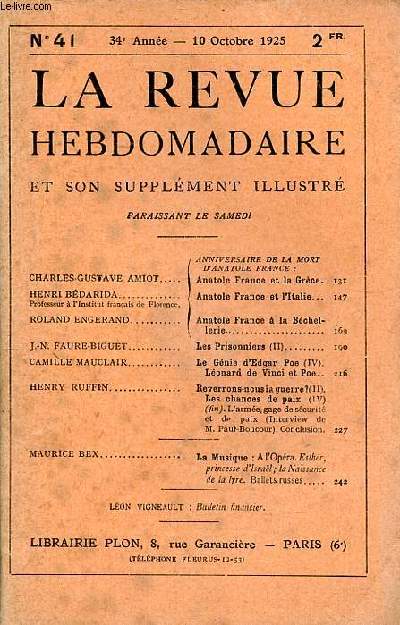 Le-livre.fr
N° 41 34e Année — 10 Octobre 1925 2 FR.
LA REVUE
HEBDOMADAIRE
ET SON SUPPLÉMENT ILLUSTRÉ
PARAISSANT LE SAMEDI
ANNIVERSAIRE DE LA MORT
D'ANATOLE FRANCE :
CHARLES-GUSTAVE AMIOT..... Anatole France et la Grèce. 131
HENRI BÉDARIDA............ Anatole France et l'Italie... 147
Professeur à l'Institut français de Florence.
ROLAND ENGERAND.......... Anatole France à la Béchel-
lerie........................
J.-N. FAURE-BIGUET........... Les Prisonniers (II)......... 190
CAMILLE MAUCLAIR........... Le Génie d'Edgar Poe (IV).
Léonard de Vinci et Poe.. 216
HENRY RUFFIN.............. Reverrons-nous la guerre? (II).
Les chances de paix (IV)
(fin). L'armée, gage de sécurité
et de paix (Interview de
M. Paul-Boncour) Conclusion. 227
MAURICE BEX................. La Musique : A l'Opéra. Esther,
princesse d'Israël ; la Naissance
de la lyre. Ballets russes..... 242
LÉON VIGNEAULT : Bulletin financier.
LIBRAIRIE PLON, 8, rue Garancière — PARIS (6e)
(TÉLÉPHONE FLEURUS-12-53)